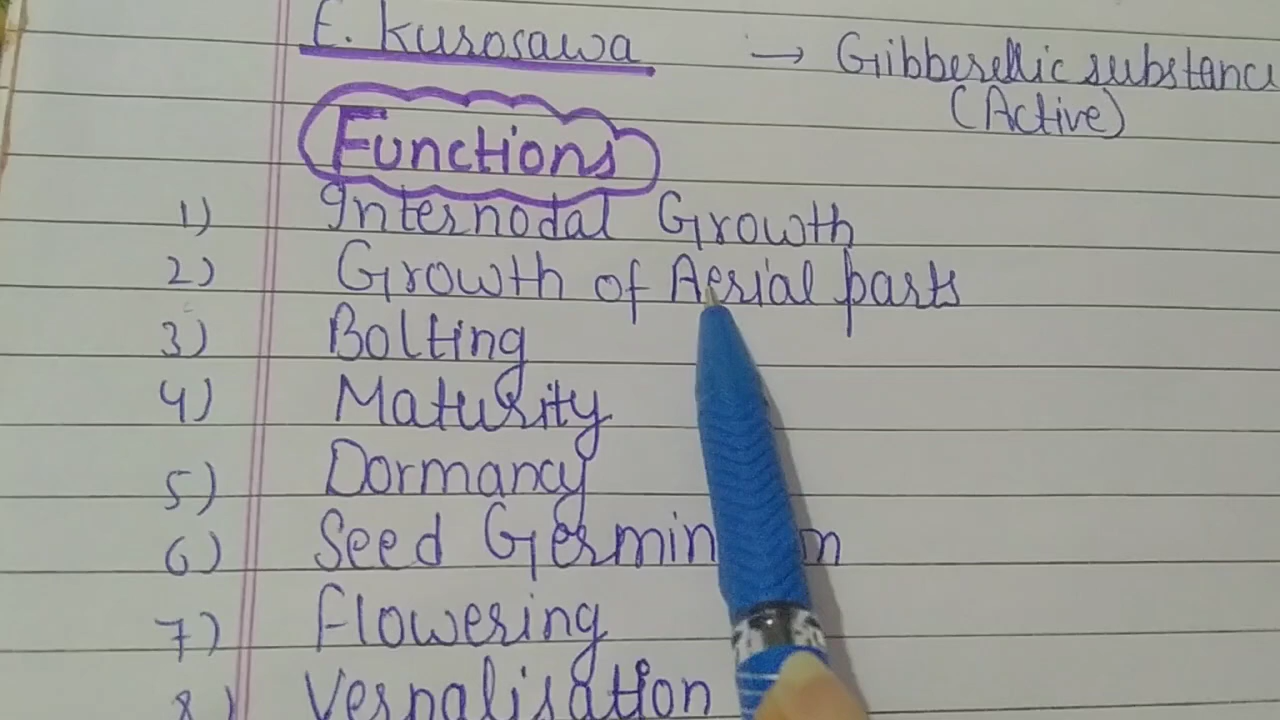 E. Kurosawa → Gibberellic substance
(Active)
Functions
1) Internodal Growth
2) Growth of Aerial parts
3) Bolting
4) Maturity
5) Dormancy
6) Seed
7) Flowering
8) Vernalisation